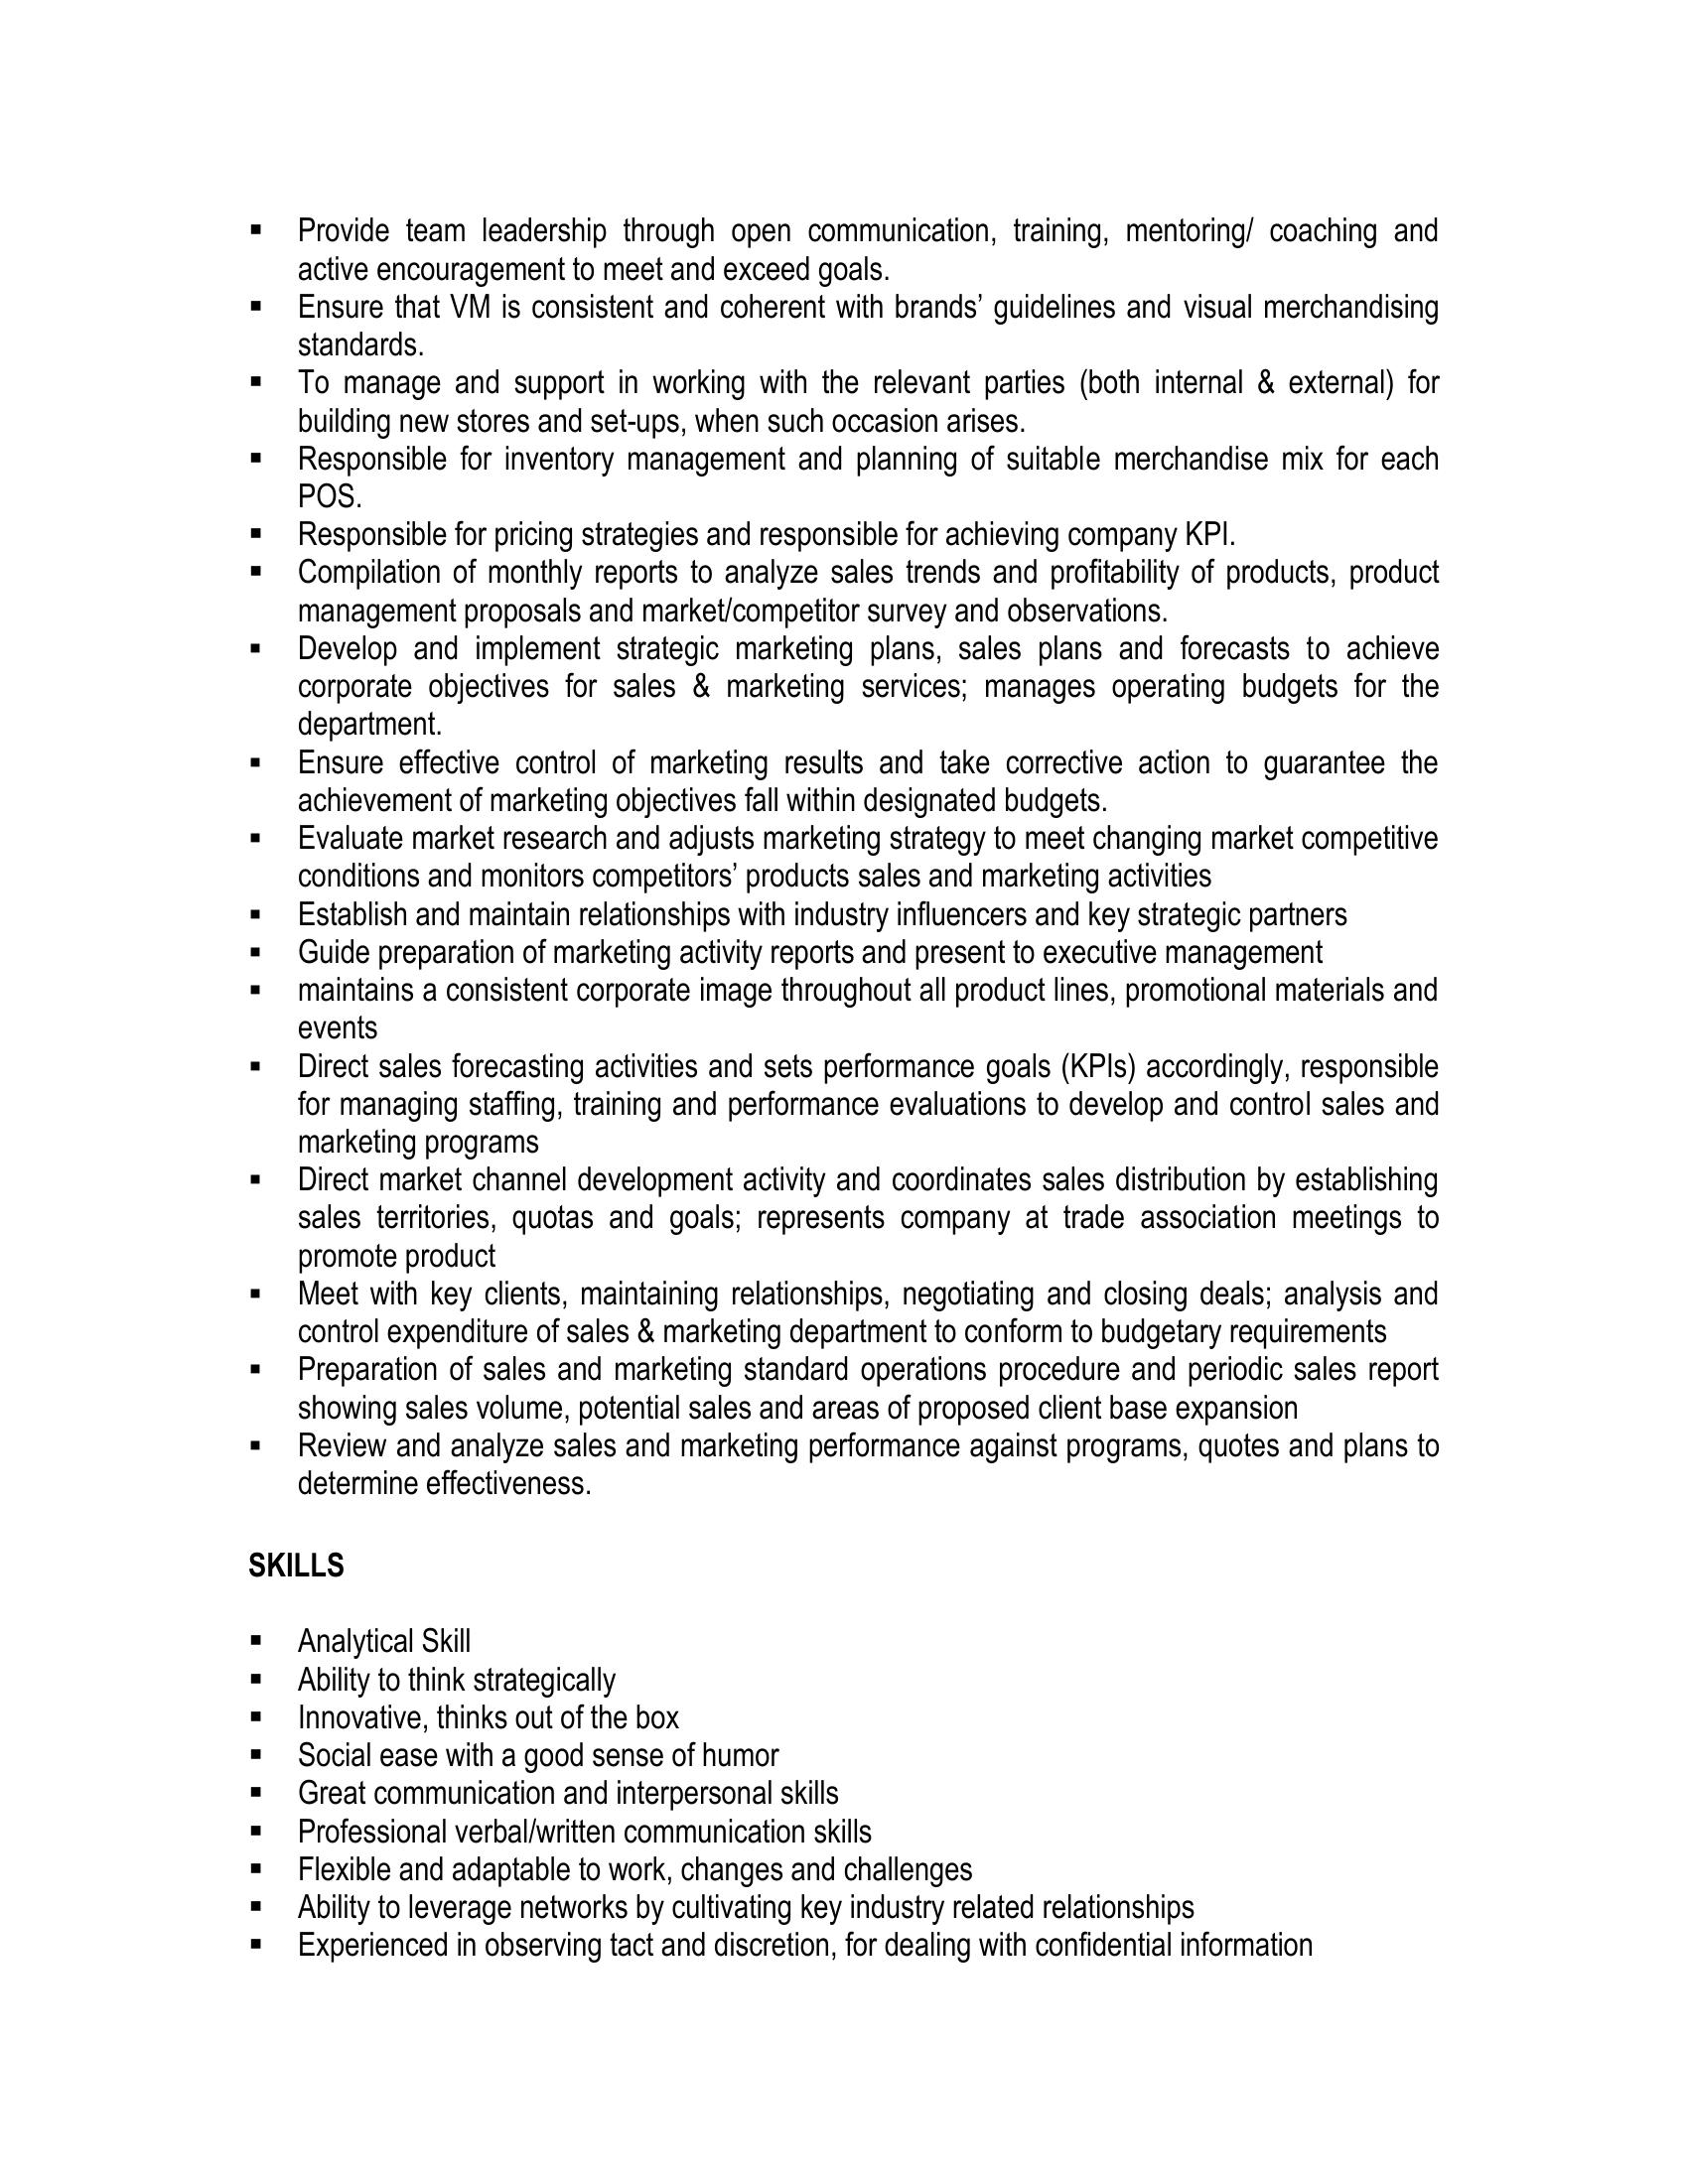 ▪ Provide team leadership through open communication, training, mentoring/ coaching and
active encouragement to meet and exceed goals.
▪ Ensure that VM is consistent and coherent with brands’ guidelines and visual merchandising
standards.
▪ To manage and support in working with the relevant parties (both internal & external) for
building new stores and set-ups, when such occasion arises.
▪ Responsible for inventory management and planning of suitable merchandise mix for each
POS.
▪ Responsible for pricing strategies and responsible for achieving company KPI.
▪ Compilation of monthly reports to analyze sales trends and profitability of products, product
management proposals and market/competitor survey and observations.
▪ Develop and implement strategic marketing plans, sales plans and forecasts to achieve
corporate objectives for sales & marketing services; manages operating budgets for the
department.
▪ Ensure effective control of marketing results and take corrective action to guarantee the
achievement of marketing objectives fall within designated budgets.
▪ Evaluate market research and adjusts marketing strategy to meet changing market competitive
conditions and monitors competitors’ products sales and marketing activities
▪ Establish and maintain relationships with industry influencers and key strategic partners
▪ Guide preparation of marketing activity reports and present to executive management
▪ maintains a consistent corporate image throughout all product lines, promotional materials and
events
▪ Direct sales forecasting activities and sets performance goals (KPIs) accordingly, responsible
for managing staffing, training and performance evaluations to develop and control sales and
marketing programs
▪ Direct market channel development activity and coordinates sales distribution by establishing
sales territories, quotas and goals; represents company at trade association meetings to
promote product
▪ Meet with key clients, maintaining relationships, negotiating and closing deals; analysis and
control expenditure of sales & marketing department to conform to budgetary requirements
▪ Preparation of sales and marketing standard operations procedure and periodic sales report
showing sales volume, potential sales and areas of proposed client base expansion
▪ Review and analyze sales and marketing performance against programs, quotes and plans to
determine effectiveness.
SKILLS
▪ Analytical Skill
▪ Ability to think strategically
▪ Innovative, thinks out of the box
▪ Social ease with a good sense of humor
▪ Great communication and interpersonal skills
▪ Professional verbal/written communication skills
▪ Flexible and adaptable to work, changes and challenges
▪ Ability to leverage networks by cultivating key industry related relationships
▪ Experienced in observing tact and discretion, for dealing with confidential information